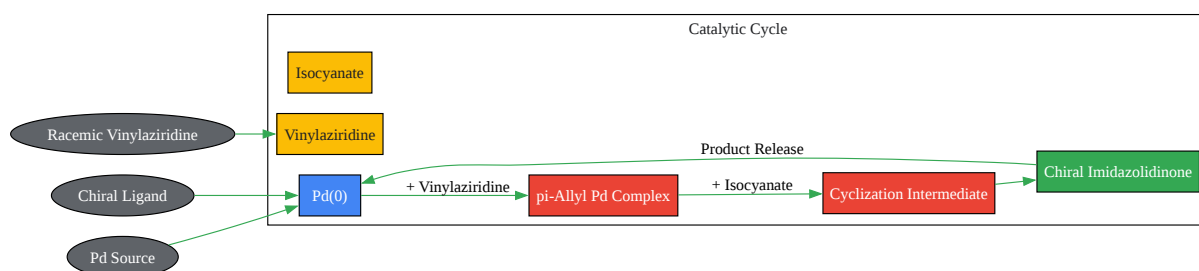 Catalytic Cycle
Isocyanate
Racemic Vinylaziridine
Vinylaziridine
Product Release
Chiral Ligand
Pd(0)
+ Vinylaziridine
pi-Allyl Pd Complex
+ Isocyanate
Cyclization Intermediate
Chiral Imidazolidinone
Pd Source